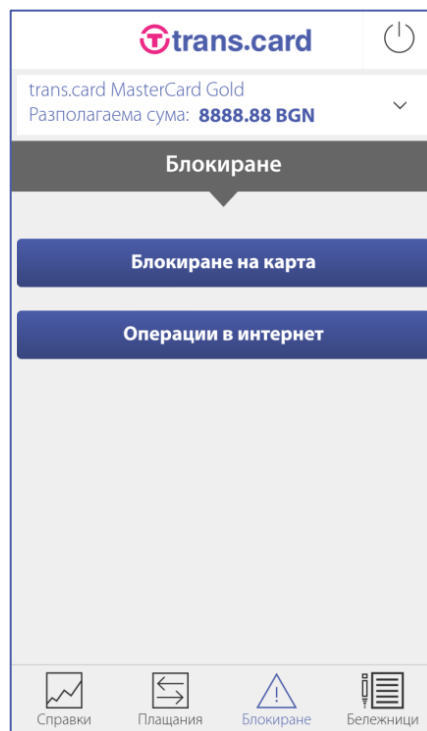 trans.card
trans.card MasterCard Gold
Разполагаема сума: 8888.88 BGN
Блокиране
Блокиране на карта
Операции в интернет
Справки
Плащания
Блокиране
Бележници